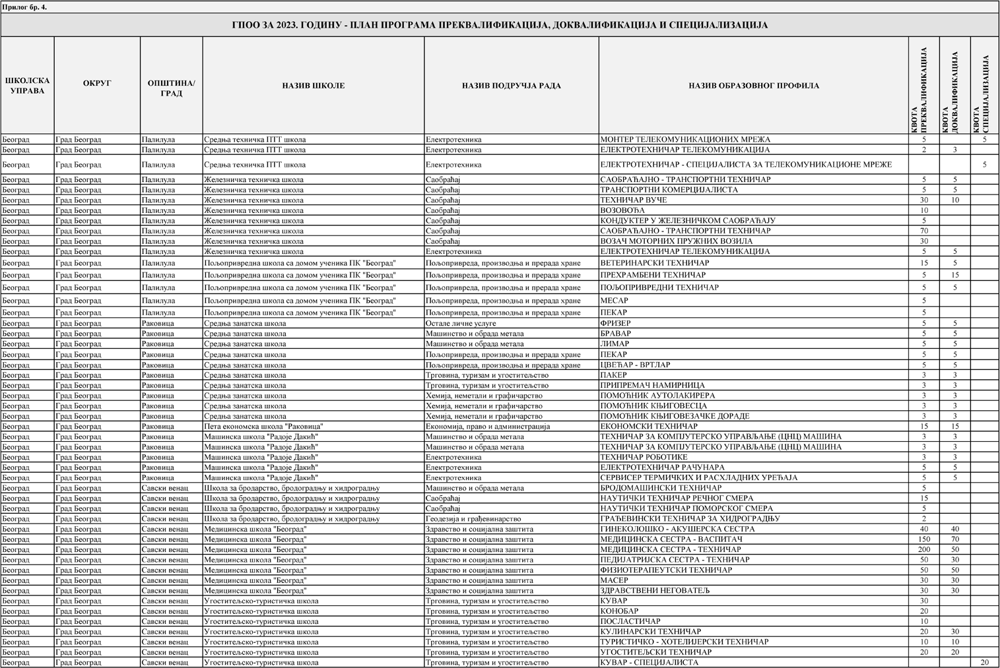 Прилог бр. 4.
ГПОО ЗА 2023. ГОДИНУ - ПЛАН ПРОГРАМА ПРЕКВАЛИФИКАЦИЈА, ДОКВАЛИФИКАЦИЈА И СПЕЦИЈАЛИЗАЦИЈА
ШКОЛСКА УПРАВА ОКРУГ ОПШТИНА/ ГРАД НАЗИВ ШКОЛЕ НАЗИВ ПОДРУЧЈА РАДА НАЗИВ ОБРАЗОВНОГ ПРОФИЛА КВОТА ПРЕКВАЛИФИКАЦИЈА КВОТА ДОКВАЛИФИКАЦИЈА КВОТА СПЕЦИЈАЛИЗАЦИЈА
Београд Град Београд Палилула Средња техничка ПТТ школа Електротехника МОНТЕР ТЕЛЕКОМУНИКАЦИОНИХ МРЕЖА 5 5
Београд Град Београд Палилула Средња техничка ПТТ школа Електротехника ЕЛЕКТРОТЕХНИЧАР ТЕЛЕКОМУНИКАЦИЈА 2 3
Београд Град Београд Палилула Средња техничка ПТТ школа Електротехника ЕЛЕКТРОТЕХНИЧАР - СПЕЦИЈАЛИСТА ЗА ТЕЛЕКОМУНИКАЦИОНЕ МРЕЖЕ 5
Београд Град Београд Палилула Железничка техничка школа Саобраћај САОБРАЋАЈНО - ТРАНСПОРТНИ ТЕХНИЧАР 5 5
Београд Град Београд Палилула Железничка техничка школа Саобраћај ТРАНСПОРТНИ КОМЕРЦИЈАЛИСТА 5 5
Београд Град Београд Палилула Железничка техничка школа Саобраћај ТЕХНИЧАР ВУЧЕ 30 10
Београд Град Београд Палилула Железничка техничка школа Саобраћај ВОЗОВОЂА 10
Београд Град Београд Палилула Железничка техничка школа Саобраћај КОНДУКТЕР У ЖЕЛЕЗНИЧКОМ САОБРАЋАЈУ 5
Београд Град Београд Палилула Железничка техничка школа Саобраћај САОБРАЋАЈНО - ТРАНСПОРТНИ ТЕХНИЧАР 70
Београд Град Београд Палилула Железничка техничка школа Саобраћај ВОЗАЧ МОТОРНИХ ПРУЖНИХ ВОЗИЛА 30
Београд Град Београд Палилула Железничка техничка школа Електротехника ЕЛЕКТРОТЕХНИЧАР ТЕЛЕКОМУНИКАЦИЈА 5 5
Београд Град Београд Палилула Пољопривредна школа са домом ученика ПК "Београд" Пољопривреда, производња и прерада хране ВЕТЕРИНАРСКИ ТЕХНИЧАР 15 5
Београд Град Београд Палилула Пољопривредна школа са домом ученика ПК "Београд" Пољопривреда, производња и прерада хране ПРЕХРАМБЕНИ ТЕХНИЧАР 5 15
Београд Град Београд Палилула Пољопривредна школа са домом ученика ПК "Београд" Пољопривреда, производња и прерада хране ПОЉОПРИВРЕДНИ ТЕХНИЧАР 5 5
Београд Град Београд Палилула Пољопривредна школа са домом ученика ПК "Београд" Пољопривреда, производња и прерада хране МЕСАР 5
Београд Град Београд Палилула Пољопривредна школа са домом ученика ПК "Београд" Пољопривреда, производња и прерада хране ПЕКАР 5
Београд Град Београд Раковица Средња занатска школа Остале личне услуге ФРИЗЕР 5 5
Београд Град Београд Раковица Средња занатска школа Машинство и обрада метала БРАВАР 5 5
Београд Град Београд Раковица Средња занатска школа Машинство и обрада метала ЛИМАР 5 5
Београд Град Београд Раковица Средња занатска школа Пољопривреда, производња и прерада хране ПЕКАР 5 5
Београд Град Београд Раковица Средња занатска школа Пољопривреда, производња и прерада хране ЦВЕЋАР - ВРТЛАР 5 5
Београд Град Београд Раковица Средња занатска школа Трговина, туризам и угоститељство ПАКЕР 3 3
Београд Град Београд Раковица Средња занатска школа Трговина, туризам и угоститељство ПРИПРЕМАЧ НАМИРНИЦА 3 3
Београд Град Београд Раковица Средња занатска школа Хемија, неметали и графичарство ПОМОЋНИК АУТОЛАКИРЕРА 3 3
Београд Град Београд Раковица Средња занатска школа Хемија, неметали и графичарство ПОМОЋНИК КЊИГОВЕСЦА 3 3
Београд Град Београд Раковица Средња занатска школа Хемија, неметали и графичарство ПОМОЋНИК КЊИГОВЕЗАЧКЕ ДОРАДЕ 3 3
Београд Град Београд Раковица Пета економска школа "Раковица" Економија, право и администрација ЕКОНОМСКИ ТЕХНИЧАР 15 15
Београд Град Београд Раковица Машинска школа "Радоје Дакић" Машинство и обрада метала ТЕХНИЧАР ЗА КОМПЈУТЕРСКО УПРАВЉАЊЕ (ЦНЦ) МАШИНА 3 3
Београд Град Београд Раковица Машинска школа "Радоје Дакић" Машинство и обрада метала ТЕХНИЧАР ЗА КОМПЈУТЕРСКО УПРАВЉАЊЕ (ЦНЦ) МАШИНА 3 3
Београд Град Београд Раковица Машинска школа "Радоје Дакић" Електротехника ТЕХНИЧАР РОБОТИКЕ 3 3
Београд Град Београд Раковица Машинска школа "Радоје Дакић" Електротехника ЕЛЕКТРОТЕХНИЧАР РАЧУНАРА 5 5
Београд Град Београд Раковица Машинска школа "Радоје Дакић" Електротехника СЕРВИСЕР ТЕРМИЧКИХ И РАСХЛАДНИХ УРЕЂАЈА 5 5
Београд Град Београд Савски венац Школа за бродарство, бродоградњу и хидроградњу Машинство и обрада метала БРОДОМАШИНСКИ ТЕХНИЧАР 5
Београд Град Београд Савски венац Школа за бродарство, бродоградњу и хидроградњу Саобраћај НАУТИЧКИ ТЕХНИЧАР РЕЧНОГ СМЕРА 15
Београд Град Београд Савски венац Школа за бродарство, бродоградњу и хидроградњу Саобраћај НАУТИЧКИ ТЕХНИЧАР ПОМОРСКОГ СМЕРА 5
Београд Град Београд Савски венац Школа за бродарство, бродоградњу и хидроградњу Геодезија и грађевинарство ГРАЂЕВИНСКИ ТЕХНИЧАР ЗА ХИДРОГРАДЊУ 2
Београд Град Београд Савски венац Медицинска школа "Београд" Здравство и социјална заштита ГИНЕКОЛОШКО - АКУШЕРСКА СЕСТРА 40 40
Београд Град Београд Савски венац Медицинска школа "Београд" Здравство и социјална заштита МЕДИЦИНСКА СЕСТРА - ВАСПИТАЧ 150 70
Београд Град Београд Савски венац Медицинска школа "Београд" Здравство и социјална заштита МЕДИЦИНСКА СЕСТРА - ТЕХНИЧАР 200 50
Београд Град Београд Савски венац Медицинска школа "Београд" Здравство и социјална заштита ПЕДИЈАТРИЈСКА СЕСТРА - ТЕХНИЧАР 50 30
Београд Град Београд Савски венац Медицинска школа "Београд" Здравство и социјална заштита ФИЗИОТЕРАПЕУТСКИ ТЕХНИЧАР 50 50
Београд Град Београд Савски венац Медицинска школа "Београд" Здравство и социјална заштита МАСЕР 30 30
Београд Град Београд Савски венац Медицинска школа "Београд" Здравство и социјална заштита ЗДРАВСТВЕНИ НЕГОВАТЕЉ 30 30
Београд Град Београд Савски венац Угоститељско-туристичка школа Трговина, туризам и угоститељство КУВАР 30
Београд Град Београд Савски венац Угоститељско-туристичка школа Трговина, туризам и угоститељство КОНОБАР 20
Београд Град Београд Савски венац Угоститељско-туристичка школа Трговина, туризам и угоститељство ПОСЛАСТИЧАР 10
Београд Град Београд Савски венац Угоститељско-туристичка школа Трговина, туризам и угоститељство КУЛИНАРСКИ ТЕХНИЧАР 20 30
Београд Град Београд Савски венац Угоститељско-туристичка школа Трговина, туризам и угоститељство ТУРИСТИЧКО - ХОТЕЛИЈЕРСКИ ТЕХНИЧАР 10 10
Београд Град Београд Савски венац Угоститељско-туристичка школа Трговина, туризам и угоститељство УГОСТИТЕЉСКИ ТЕХНИЧАР 20 20
Београд Град Београд Савски венац Угоститељско-туристичка школа Трговина, туризам и угоститељство КУВАР - СПЕЦИЈАЛИСТА 20